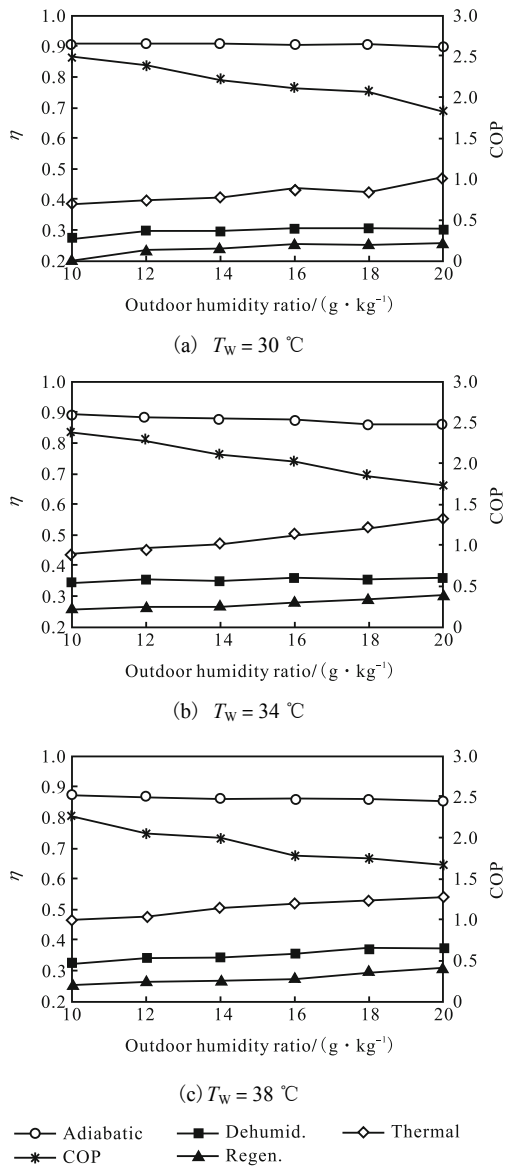 1.0 3.0
0.9 2.5
0.8 2.0
0.7
η 0.6 1.5 COP
0.5 1.0
0.4
0.3 0.5
0.2 0
10 12 14 16 18 20
Outdoor humidity ratio/(g·kg⁻¹)
(a) T_W = 30 ℃
1.0 3.0
0.9 2.5
0.8 2.0
0.7
η 0.6 1.5 COP
0.5 1.0
0.4
0.3 0.5
0.2 0
10 12 14 16 18 20
Outdoor humidity ratio/(g·kg⁻¹)
(b) T_W = 34 ℃
1.0 3.0
0.9 2.5
0.8 2.0
0.7
η 0.6 1.5 COP
0.5 1.0
0.4
0.3 0.5
0.2 0
10 12 14 16 18 20
Outdoor humidity ratio/(g·kg⁻¹)
(c) T_W = 38 ℃
Adiabatic Dehumid. Thermal
COP Regen.